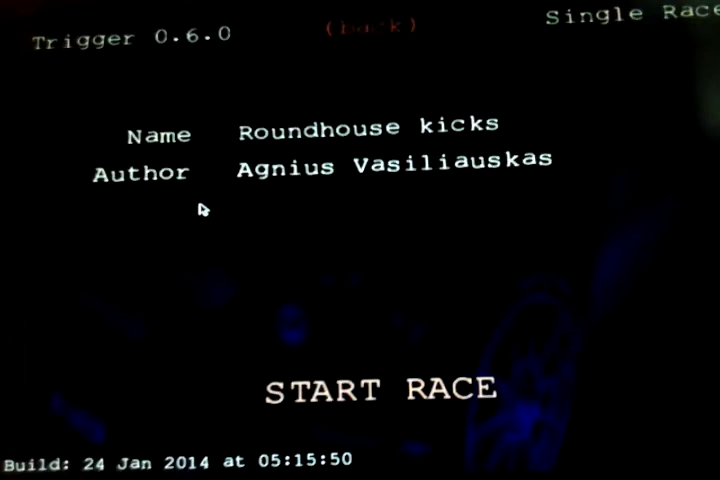 Trigger 0.6.0 (back) Single Race
Name Roundhouse kicks
Author Agnius Vasiliauskas
START RACE
Build: 24 Jan 2014 at 05:15:50